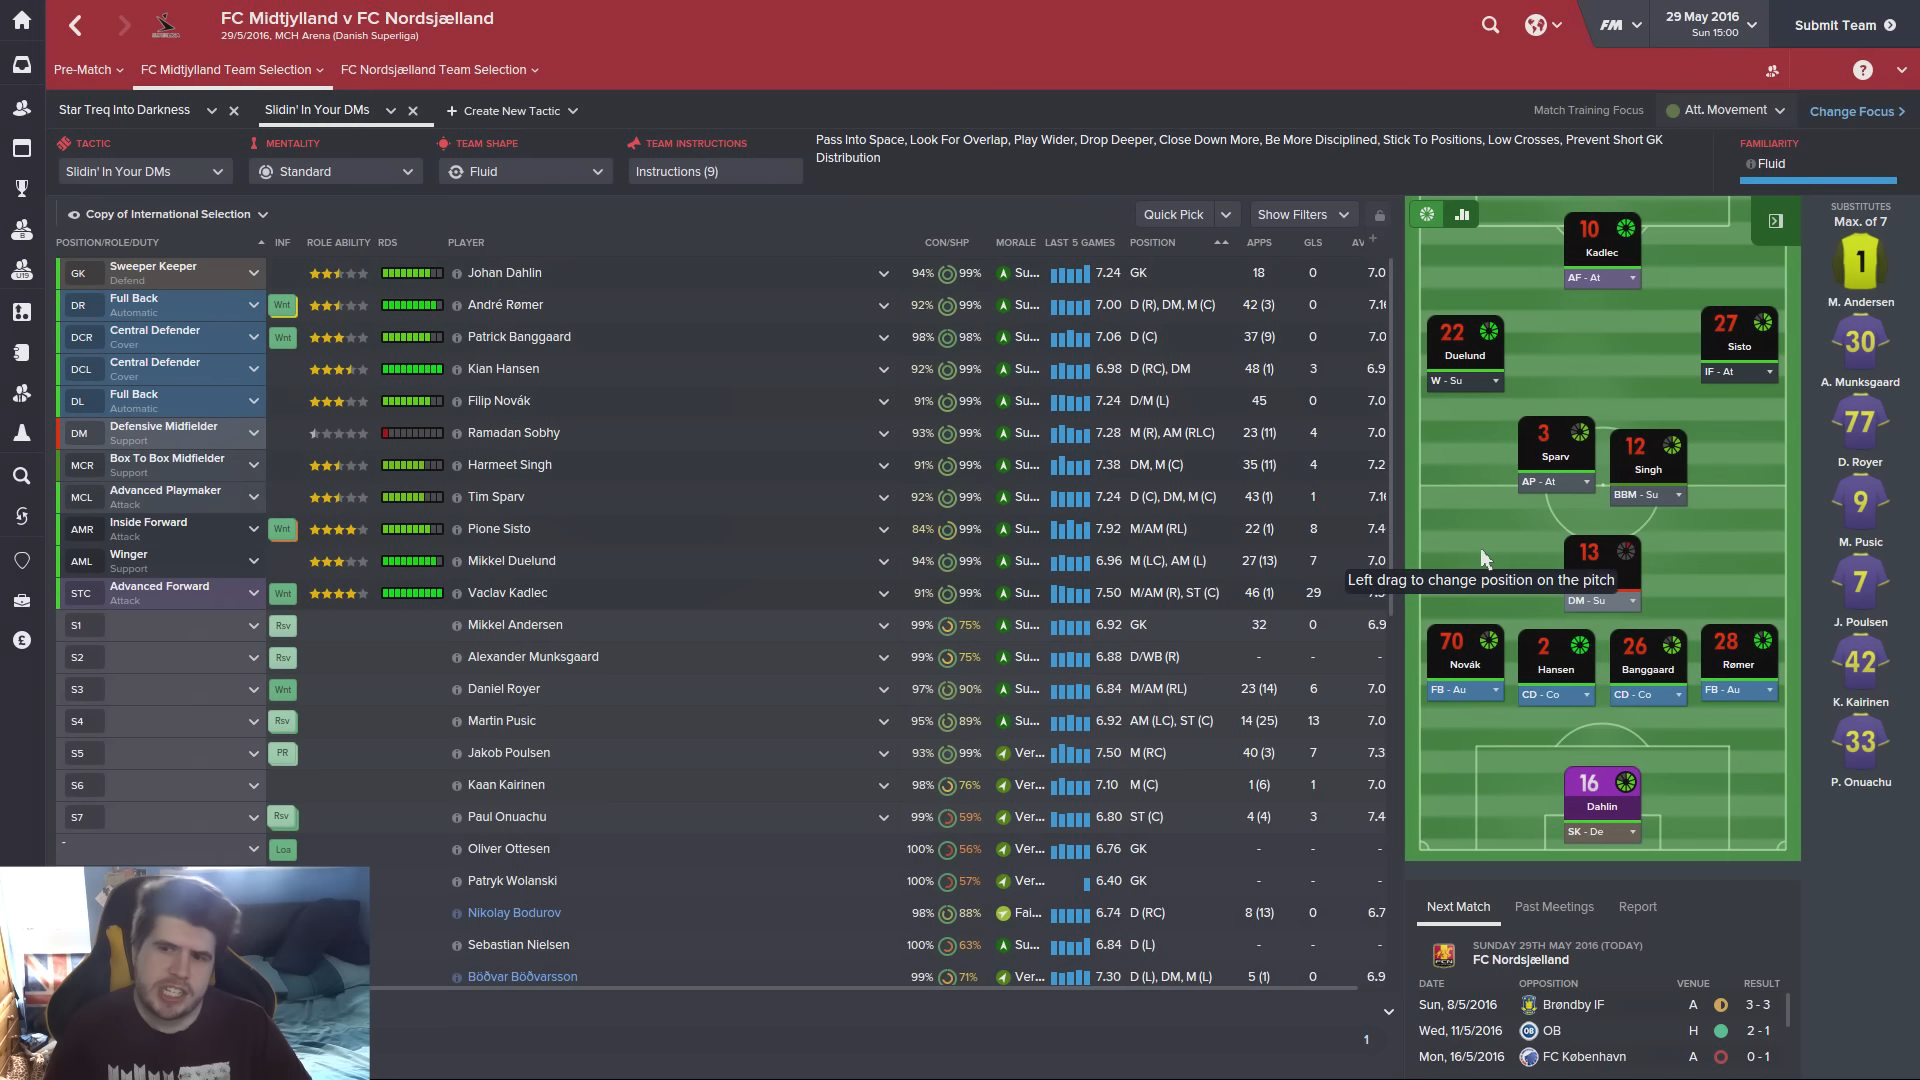 FC Midtjylland v FC Nordsjælland
29/5/2016, MCH Arena (Danish Superliga)
FM
29 May 2016
Sun 15:00
Submit Team
Pre-Match
FC Midtjylland Team Selection
FC Nordsjælland Team Selection
?
Star Treq Into Darkness
Slidin' In Your DMs
+ Create New Tactic
Match Training Focus
Att. Movement
Change Focus >
TACTIC
MENTALITY
TEAM SHAPE
TEAM INSTRUCTIONS
Slidin' In Your DMs
Standard
Fluid
Instructions (9)
Pass Into Space, Look For Overlap, Play Wider, Drop Deeper, Close Down More, Be More Disciplined, Stick To Positions, Low Crosses, Prevent Short GK
Distribution
FAMILIARITY
Fluid
Copy of International Selection
Quick Pick
Show Filters
POSITION/ROLE/DUTY INF ROLE ABILITY RDS PLAYER CON/SHP MORALE LAST 5 GAMES POSITION APPS GLS AV
GK Sweeper Keeper Defend Johan Dahlin 94% 99% Su... 7.24 GK 18 0 7.0
DR Full Back Automatic Wnt André Rømer 92% 99% Su... 7.00 D (R), DM, M (C) 42 (3) 0 7.1
DCR Central Defender Cover Wnt Patrick Banggaard 98% 98% Su... 7.06 D (C) 37 (9) 0 7.0
DCL Central Defender Cover Kian Hansen 92% 99% Su... 6.98 D (RC), DM 48 (1) 3 6.9
DL Full Back Automatic Filip Novák 91% 99% Su... 7.24 D/M (L) 45 0 7.0
DM Defensive Midfielder Support Ramadan Sobhy 93% 99% Su... 7.28 M (R), AM (RLC) 23 (11) 4 7.0
MCR Box To Box Midfielder Support Harmeet Singh 91% 99% Su... 7.38 DM, M (C) 35 (11) 4 7.2
MCL Advanced Playmaker Attack Tim Sparv 92% 99% Su... 7.24 D (C), DM, M (C) 43 (1) 1 7.1
AMR Inside Forward Attack Wnt Pione Sisto 84% 99% Su... 7.92 M/AM (RL) 22 (1) 8 7.4
AML Winger Support Mikkel Duelund 94% 99% Su... 6.96 M (LC), AM (L) 27 (13) 7 7.0
STC Advanced Forward Attack Wnt Vaclav Kadlec 91% 99% Su... 7.50 M/AM (R), ST (C) 46 (1) 29
S1 Rsv Mikkel Andersen 99% 75% Su... 6.92 GK 32 0 6.9
S2 Rsv Alexander Munksgaard 99% 75% Su... 6.88 D/WB (R) - - -
S3 Wnt Daniel Royer 97% 90% Su... 6.84 M/AM (RL) 23 (14) 6 7.0
S4 Rsv Martin Pusic 95% 89% Su... 6.92 AM (LC), ST (C) 14 (25) 13 7.0
S5 PR Jakob Poulsen 93% 99% Ver... 7.50 M (RC) 40 (3) 7 7.3
S6 Kaan Kairinen 98% 76% Ver... 7.10 M (C) 1 (6) 1 7.0
S7 Rsv Paul Onuachu 99% 59% Ver... 6.80 ST (C) 4 (4) 3 7.4
- Loa Oliver Ottesen 100% 56% Ver... 6.76 GK - - -
Patryk Wolanski 100% 57% Ver... 6.40 GK - - -
Nikolay Bodurov 98% 88% Fai... 6.74 D (RC) 8 (13) 0 6.7
Sebastian Nielsen 100% 63% Su... 6.84 D (L) - - -
Böðvar Böðvarsson 99% 71% Ver... 7.30 D (L), DM, M (L) 5 (1) 0 6.9
1
10
Kadlec
AF - At
22
Duelund
W - Su
27
Sisto
IF - At
3
Sparv
AP - At
12
Singh
BBM - Su
13
Left drag to change position on the pitch
DM - Su
70
Novák
FB - Au
2
Hansen
CD - Co
26
Banggaard
CD - Co
28
Rømer
FB - Au
16
Dahlin
SK - De
SUBSTITUTES
Max. of 7
1
M. Andersen
30
A. Munksgaard
77
D. Royer
9
M. Pusic
7
J. Poulsen
42
K. Kairinen
33
P. Onuachu
Next Match
Past Meetings
Report
SUNDAY 29TH MAY 2016 (TODAY)
FC Nordsjælland
DATE OPPOSITION VENUE RESULT
Sun, 8/5/2016 Brøndby IF A 3 - 3
Wed, 11/5/2016 OB H 2 - 1
Mon, 16/5/2016 FC København A 0 - 1